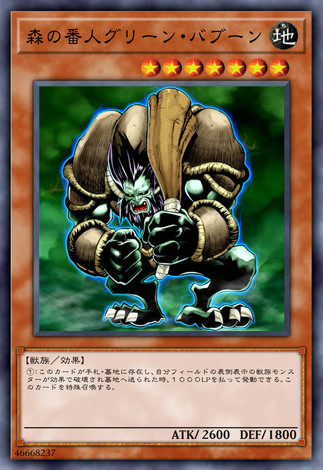 森の番人グリーン・バブーン
地
【獣族/効果】
①：このカードが手札・墓地に存在し、自分フィールドの表側表示の獣族モンスターが効果で破壊され墓地へ送られた時、1000LPを払って発動できる。このカードを特殊召喚する。
ATK/2600 DEF/1800
46668237